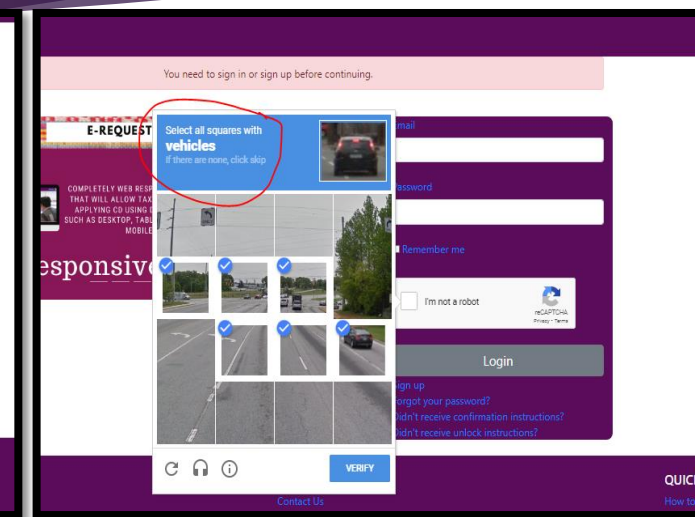 You need to sign in or sign up before continuing.
E-REQUEST
COMPLETELY WEB RESP
THAT WILL ALLOW TAX
APPLYING CD USING
SUCH AS DESKTOP, TABL
MOBILE
esponsive
Select all squares with
vehicles
If there are none, click skip
VERIFY
Email
Password
Remember me
I'm not a robot
reCAPTCHA
Privacy - Terms
Login
Sign up
Forgot your password?
Didn't receive confirmation instructions?
Didn't receive unlock instructions?
Contact Us
QUIC
How to